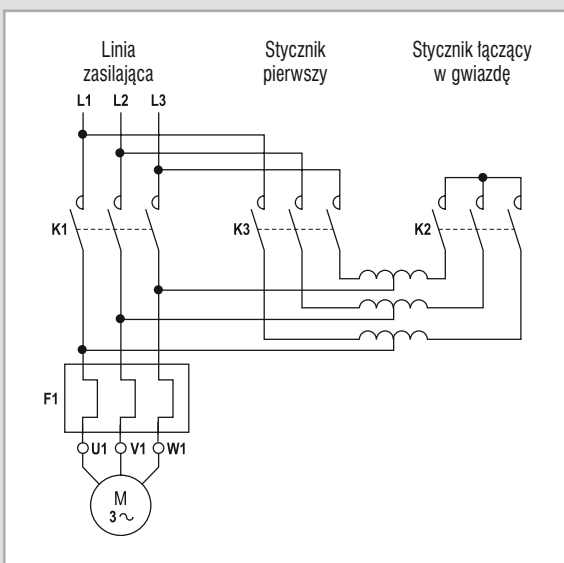 Linia
zasilająca
Stycznik
pierwszy
Stycznik łączący
w gwiazdę
L1 L2 L3
K1
K3
K2
F1
U1 V1 W1
M
3∿